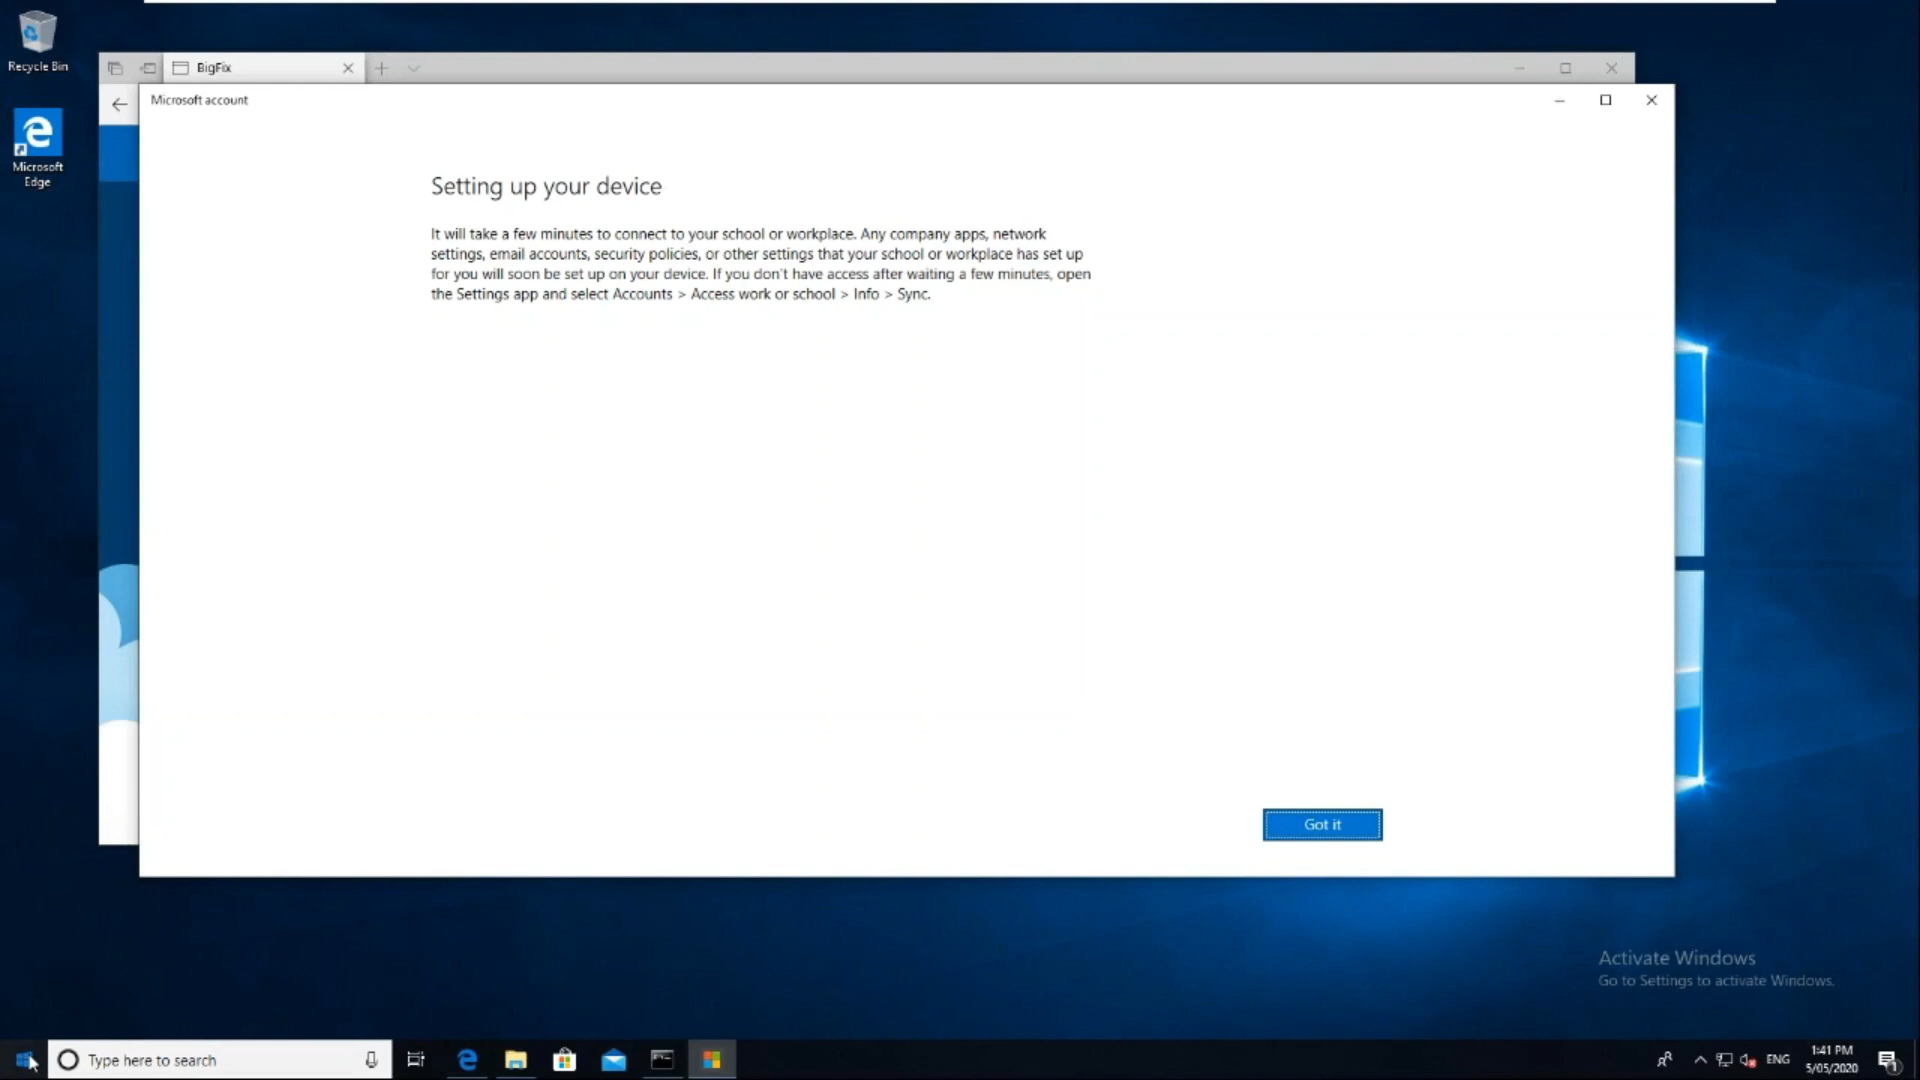 Recycle Bin
Microsoft
Edge
BigFix
Microsoft account
Setting up your device
It will take a few minutes to connect to your school or workplace. Any company apps, network
settings, email accounts, security policies, or other settings that your school or workplace has set up
for you will soon be set up on your device. If you don't have access after waiting a few minutes, open
the Settings app and select Accounts > Access work or school > Info > Sync.
Got it
Activate Windows
Go to Settings to activate Windows.
Type here to search
ENG
1:41 PM
5/05/2020
1